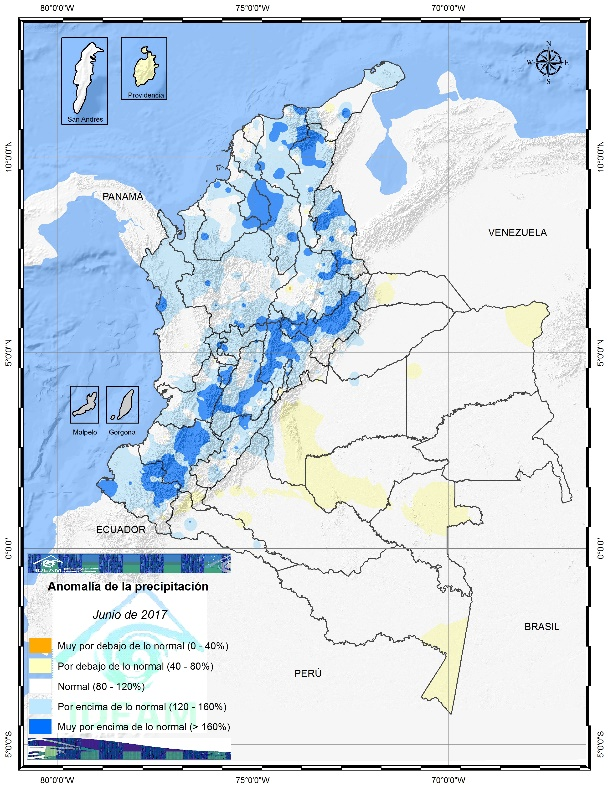 80°0'0"W 75°0'0"W 70°0'0"W
San Andres
Providencia
N
W E
S
10°0'0"N 10°0'0"N
PANAMÁ
VENEZUELA
5°0'0"N 5°0'0"N
Malpelo Gorgona
ECUADOR
0°0'0" 0°0'0"
IDEAM
Anomalía de la precipitación
Junio de 2017
Muy por debajo de lo normal (0 - 40%)
Por debajo de lo normal (40 - 80%)
Normal (80 - 120%)
Por encima de lo normal (120 - 160%)
Muy por encima de lo normal (> 160%)
IDEAM
BRASIL
PERÚ
5°0'0"S 5°0'0"S
80°0'0"W 75°0'0"W 70°0'0"W